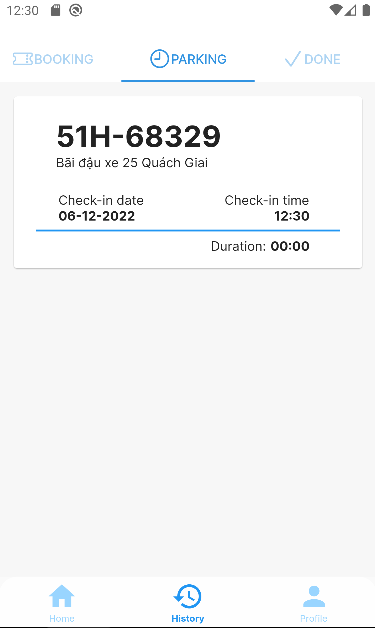 12:30
BOOKING PARKING DONE
51H-68329
Bãi đậu xe 25 Quách Giai
Check-in date Check-in time
06-12-2022 12:30
Duration: 00:00
Home History Profile